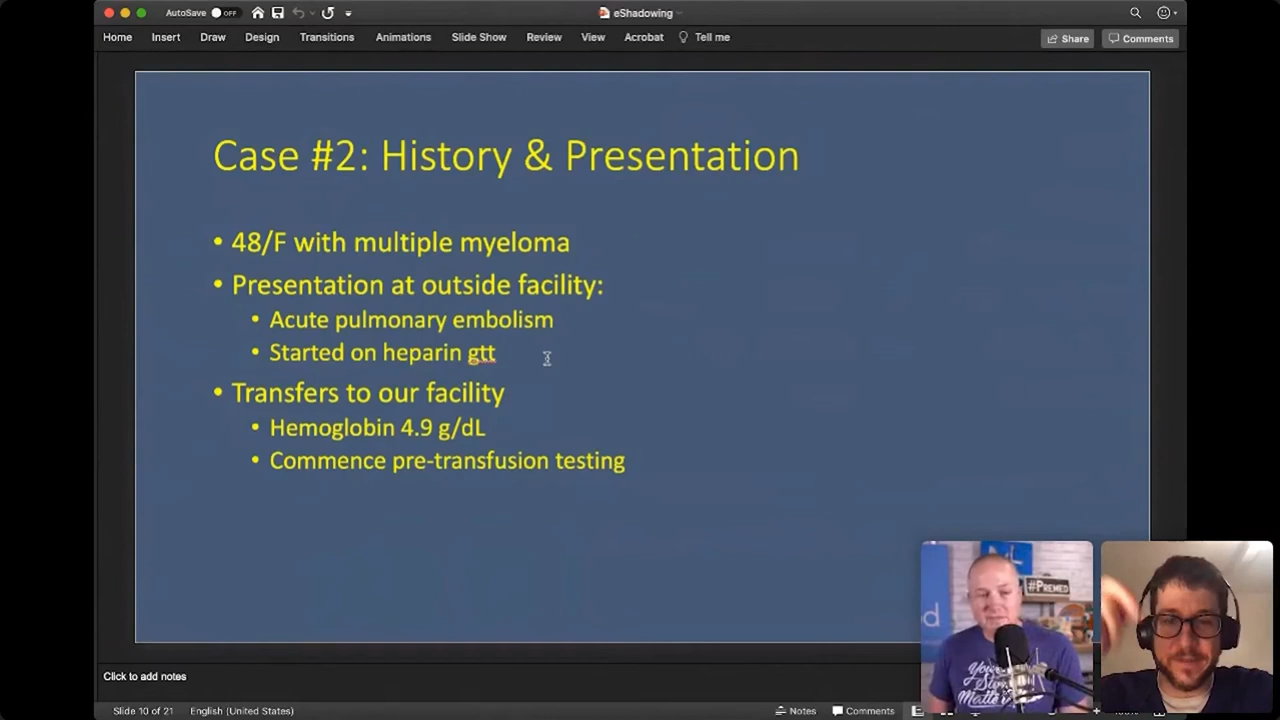 AutoSave OFF eShadowing
Home Insert Draw Design Transitions Animations Slide Show Review View Acrobat Tell me Share Comments
Case #2: History & Presentation
• 48/F with multiple myeloma
• Presentation at outside facility:
• Acute pulmonary embolism
• Started on heparin gtt
• Transfers to our facility
• Hemoglobin 4.9 g/dL
• Commence pre-transfusion testing
#PREMED
Click to add notes
Slide 10 of 21 English (United States) Notes Comments